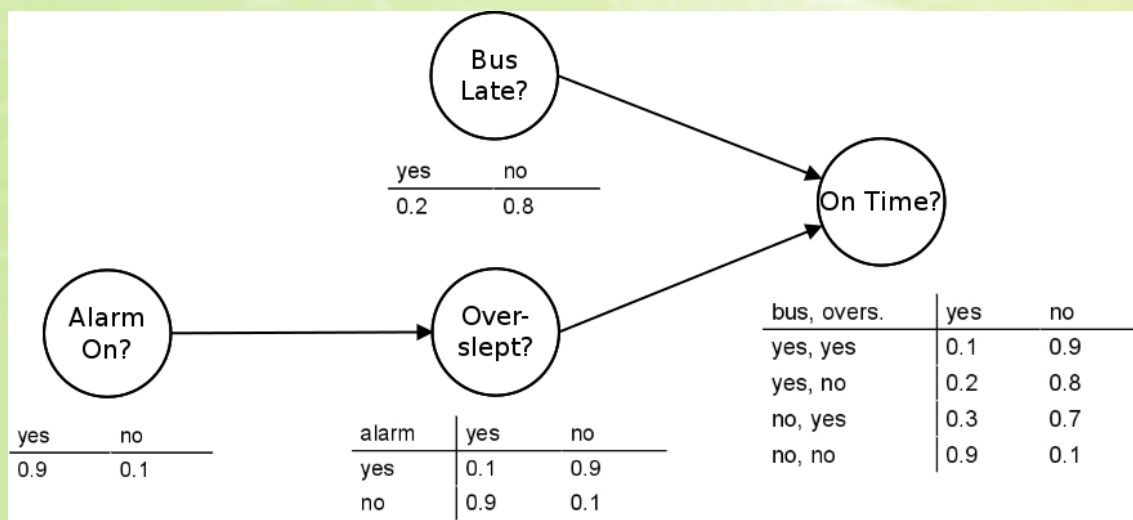 Bus
Late?
yes no
0.2 0.8
On Time?
Alarm
On?
Over-
slept?
yes no
0.9 0.1
alarm yes no
yes 0.1 0.9
no 0.9 0.1
bus, overs. yes no
yes, yes 0.1 0.9
yes, no 0.2 0.8
no, yes 0.3 0.7
no, no 0.9 0.1